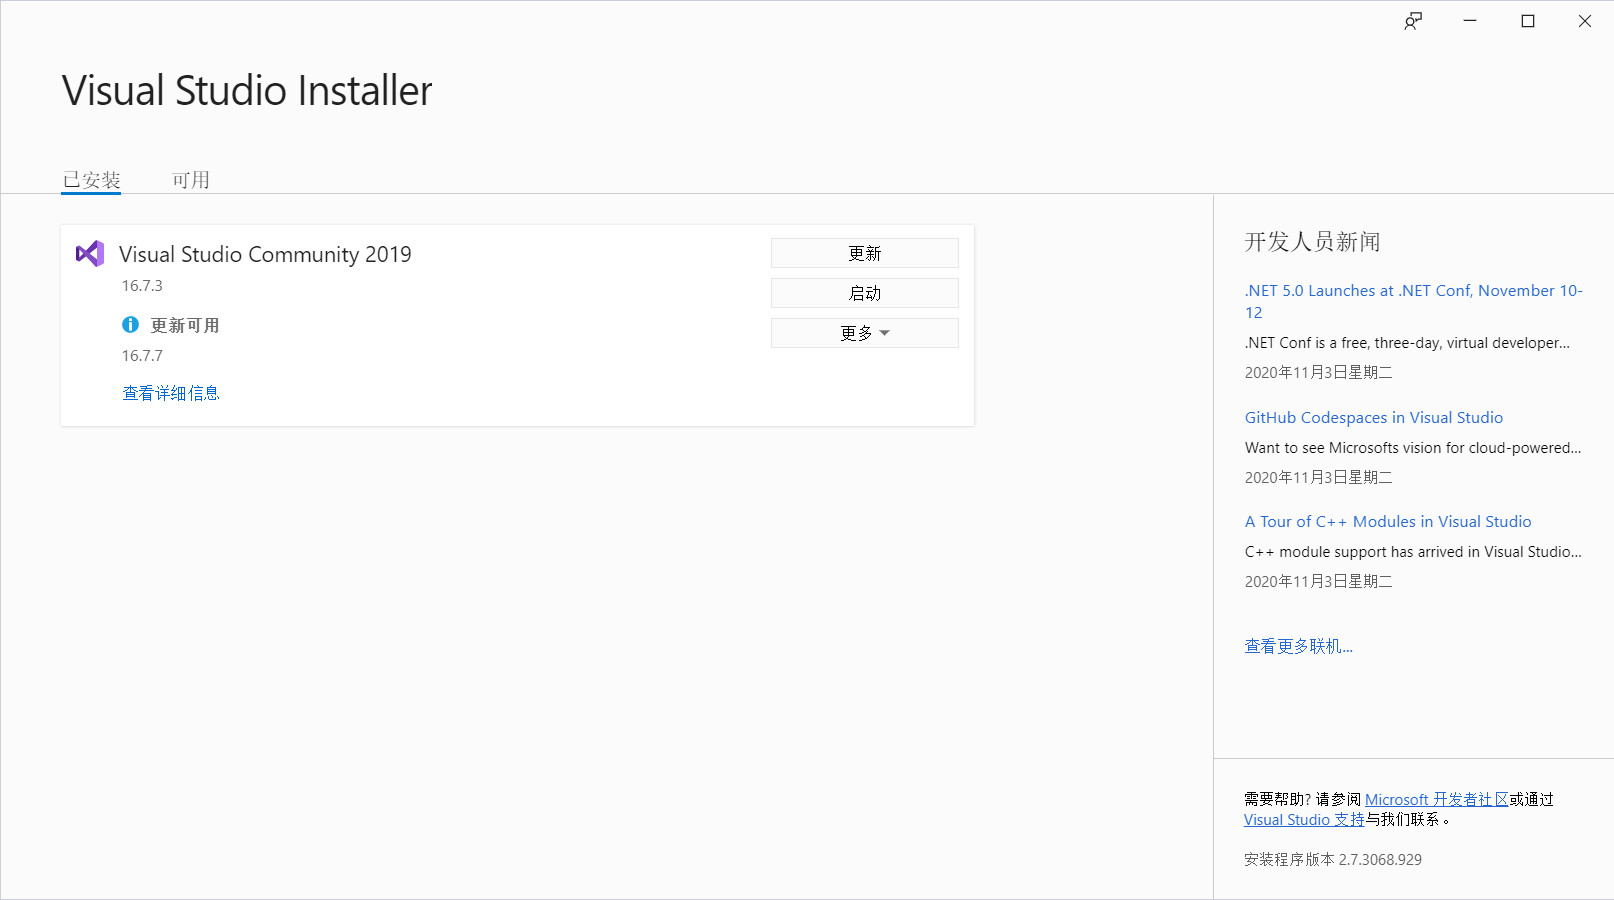 Visual Studio Installer
已安装
可用
Visual Studio Community 2019
16.7.3
更新可用
16.7.7
查看详细信息
更新
启动
更多
开发人员新闻
.NET 5.0 Launches at .NET Conf, November 10-
12
.NET Conf is a free, three-day, virtual developer...
2020年11月3日星期二
GitHub Codespaces in Visual Studio
Want to see Microsofts vision for cloud-powered...
2020年11月3日星期二
A Tour of C++ Modules in Visual Studio
C++ module support has arrived in Visual Studio...
2020年11月3日星期二
查看更多联机...
需要帮助? 请参阅 Microsoft 开发者社区或通过
Visual Studio 支持与我们联系。
安装程序版本 2.7.3068.929